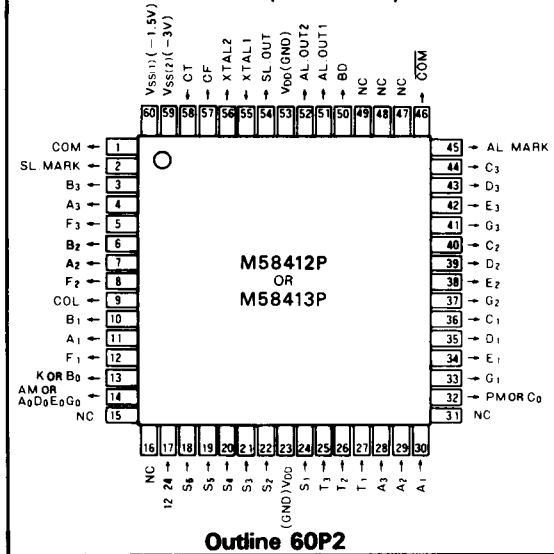 VSS(1)(−1.5V)
VSS(2)(−3V)
CT
CF
XTAL2
XTAL1
SL.OUT
VDD(GND)
AL.OUT2
AL.OUT1
BD
NC
NC
NC
COM
60 59 58 57 56 55 54 53 52 51 50 49 48 47 46
COM 1
SL.MARK 2
B3 3
A3 4
F3 5
B2 6
A2 7
F2 8
COL 9
B1 10
A1 11
F1 12
K OR B0 13
AM OR
A0D0E0G0 14
NC 15
M58412P
OR
M58413P
45 AL MARK
44 C3
43 D3
42 E3
41 G3
40 C2
39 D2
38 E2
37 G2
36 C1
35 D1
34 E1
33 G1
32 PM OR C0
31 NC
16 17 18 19 20 21 22 23 24 25 26 27 28 29 30
NC
12 24
S6
S5
S4
S3
S2
(GND)VDD
S1
T3
T2
T1
A3
A2
A1
Outline 60P2